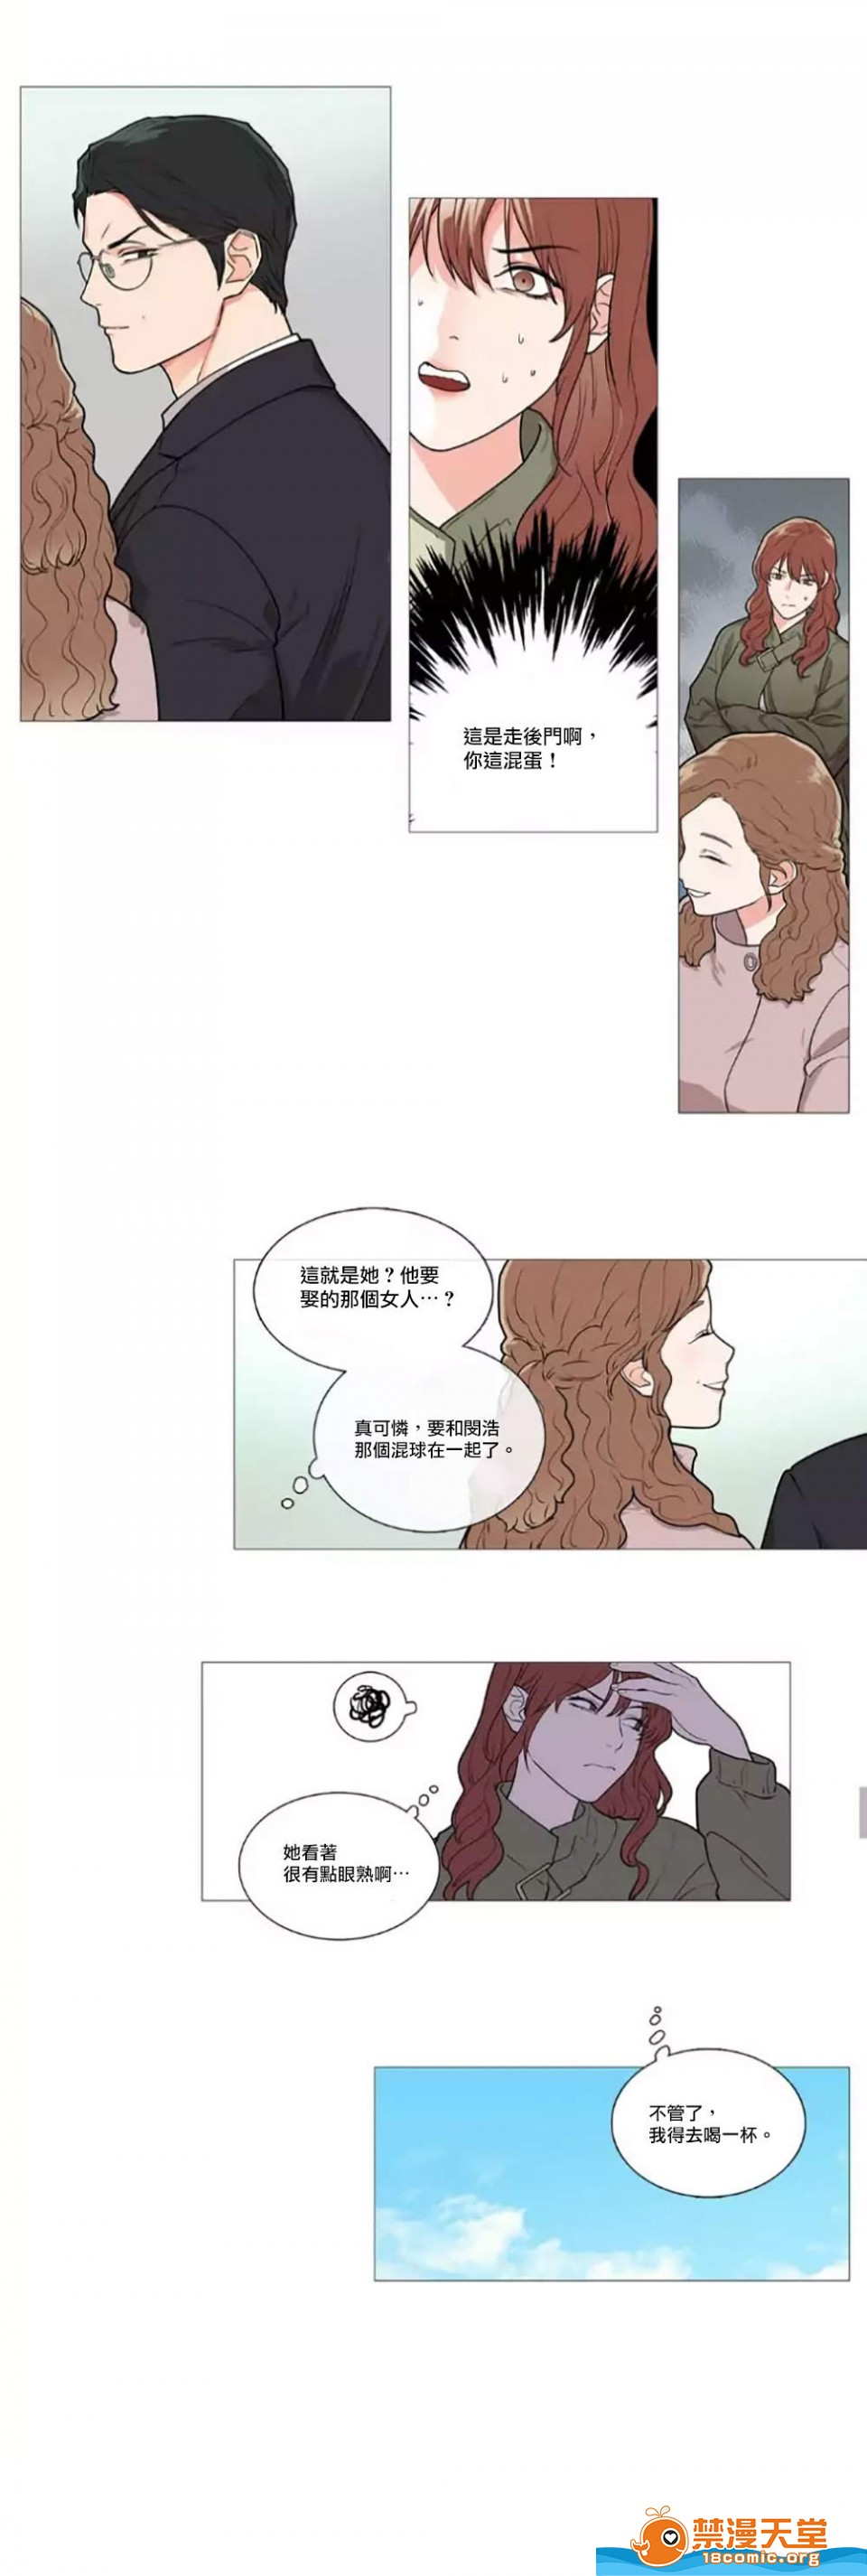 這是走後門啊，
你這混蛋！
這就是她？他要
娶的那個女人…？
真可憐，要和閔浩
那個混球在一起了。
她看著
很有點眼熟啊…
不管了，
我得去喝一杯。
禁漫天堂
18comic.org